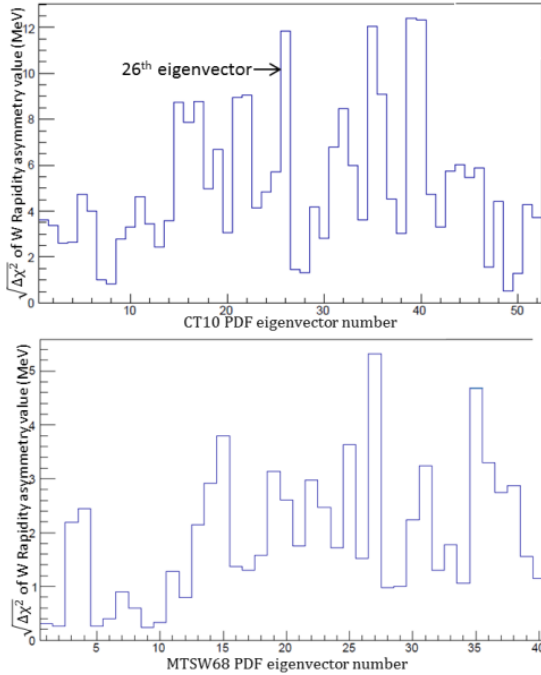 12
10
8
6
4
2
0
√Δχ² of W Rapidity asymmetry value (MeV)
26th eigenvector
10 20 30 40 50
CT10 PDF eigenvector number
5
4
3
2
1
0
√Δχ² of W Rapidity asymmetry value (MeV)
5 10 15 20 25 30 35 40
MTSW68 PDF eigenvector number